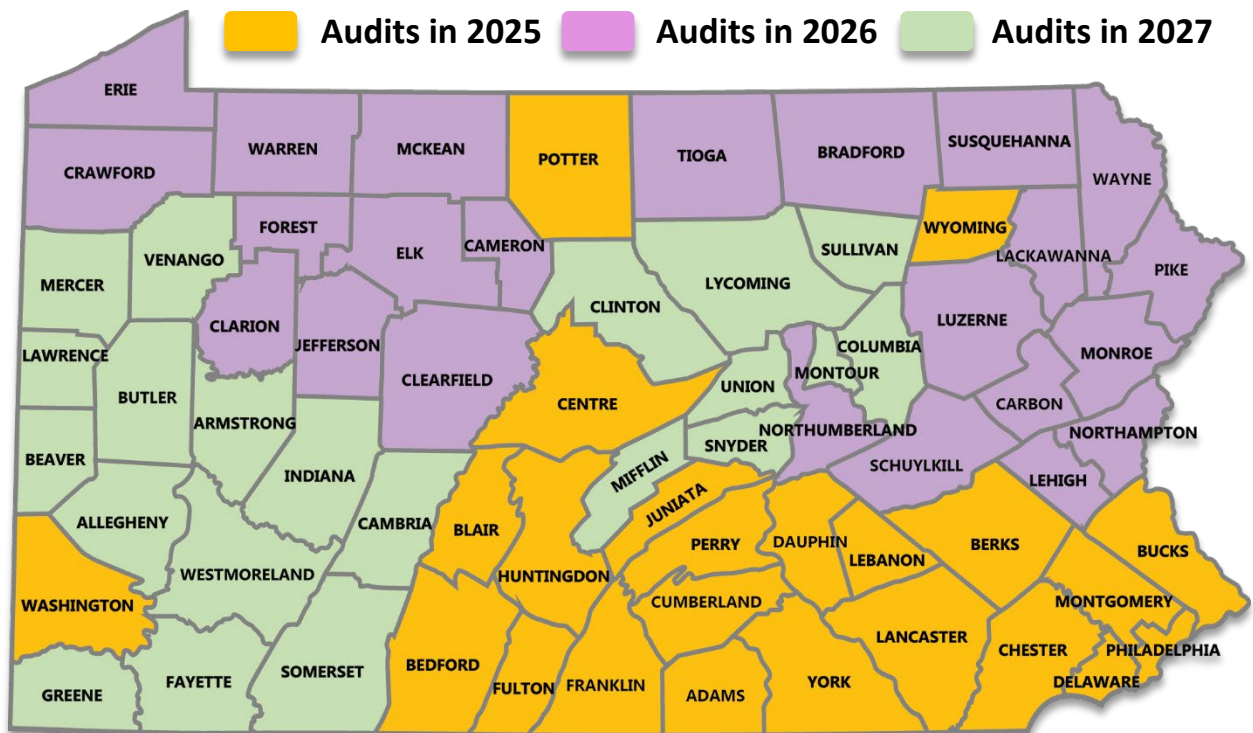 Audits in 2025 Audits in 2026 Audits in 2027
ERIE
WARREN
MCKEAN
POTTER
TIOGA
BRADFORD
SUSQUEHANNA
CRAWFORD
WAYNE
FOREST
WYOMING
VENANGO
ELK
CAMERON
SULLIVAN
LACKAWANNA
MERCER
LYCOMING
PIKE
CLINTON
CLARION
LUZERNE
JEFFERSON
COLUMBIA
LAWRENCE
MONROE
MONTOUR
CLEARFIELD
UNION
BUTLER
CENTRE
CARBON
ARMSTRONG
NORTHUMBERLAND
NORTHAMPTON
SNYDER
BEAVER
SCHUYLKILL
INDIANA
MIFFLIN
LEHIGH
JUNIATA
ALLEGHENY
CAMBRIA
BLAIR
PERRY
DAUPHIN
BERKS
BUCKS
LEBANON
WESTMORELAND
HUNTINGDON
CUMBERLAND
MONTGOMERY
WASHINGTON
LANCASTER
CHESTER
PHILADELPHIA
BEDFORD
SOMERSET
FAYETTE
DELAWARE
YORK
FRANKLIN
FULTON
ADAMS
GREENE